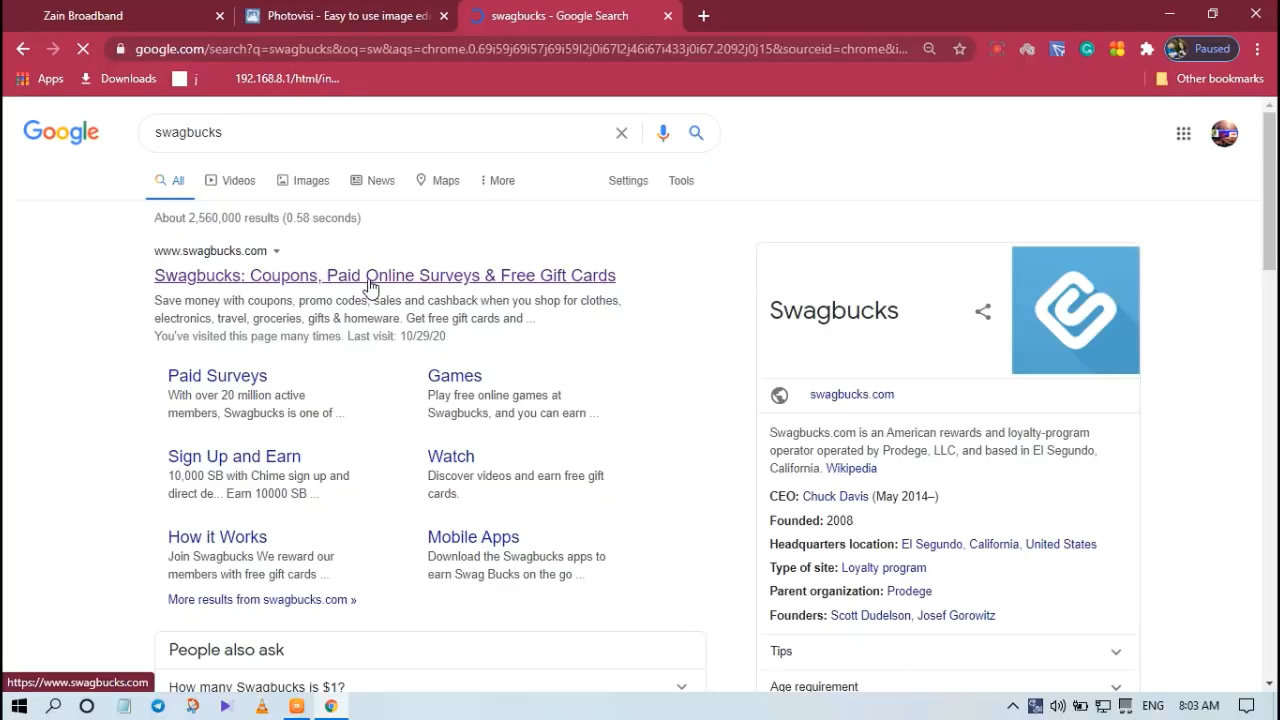 Zain Broadband
Photovisi - Easy to use image ed
swagbucks - Google Search
google.com/search?q=swagbucks&oq=sw&aqs=chrome.0.69i59j69i57j69i59l2j0i67l2j46i67i433j0i67.2092j0j15&sourceid=chrome&i...
Paused
Apps
Downloads
j
192.168.8.1/html/in...
Other bookmarks
Google
swagbucks
All
Videos
Images
News
Maps
More
Settings
Tools
About 2,560,000 results (0.58 seconds)
www.swagbucks.com
Swagbucks: Coupons, Paid Online Surveys & Free Gift Cards
Save money with coupons, promo codes, sales and cashback when you shop for clothes,
electronics, travel, groceries, gifts & homeware. Get free gift cards and ...
You've visited this page many times. Last visit: 10/29/20
Paid Surveys
With over 20 million active
members, Swagbucks is one of ...
Games
Play free online games at
Swagbucks, and you can earn ...
Sign Up and Earn
10,000 SB with Chime sign up and
direct de... Earn 10000 SB ...
Watch
Discover videos and earn free gift
cards.
How it Works
Join Swagbucks We reward our
members with free gift cards ...
Mobile Apps
Download the Swagbucks apps to
earn Swag Bucks on the go ...
More results from swagbucks.com »
People also ask
How many Swagbucks is $1?
Swagbucks
swagbucks.com
Swagbucks.com is an American rewards and loyalty-program
operator operated by Prodege, LLC, and based in El Segundo,
California. Wikipedia
CEO: Chuck Davis (May 2014–)
Founded: 2008
Headquarters location: El Segundo, California, United States
Type of site: Loyalty program
Parent organization: Prodege
Founders: Scott Dudelson, Josef Gorowitz
Tips
Age requirement
https://www.swagbucks.com
ENG
8:03 AM